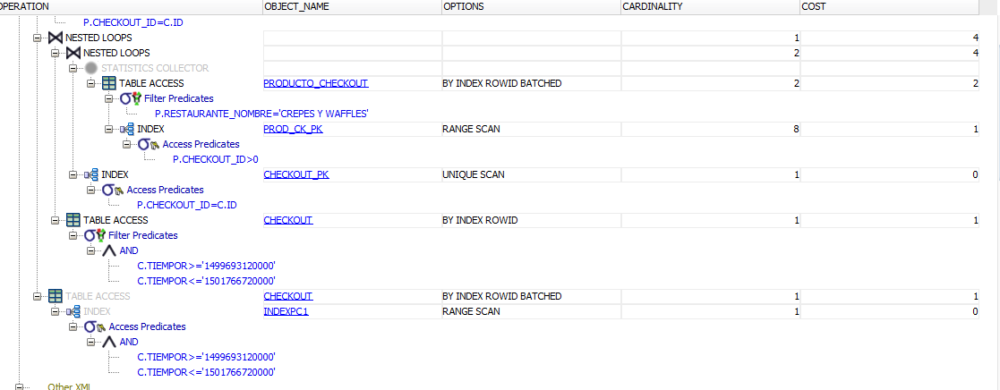 OPERATION OBJECT_NAME OPTIONS CARDINALITY COST
P.CHECKOUT_ID=C.ID
NESTED LOOPS 1 4
NESTED LOOPS 2 4
STATISTICS COLLECTOR
TABLE ACCESS PRODUCTO_CHECKOUT BY INDEX ROWID BATCHED 2 2
Filter Predicates
P.RESTAURANTE_NOMBRE='CREPES Y WAFFLES'
INDEX PROD_CK_PK RANGE SCAN 8 1
Access Predicates
P.CHECKOUT_ID>0
INDEX CHECKOUT_PK UNIQUE SCAN 1 0
Access Predicates
P.CHECKOUT_ID=C.ID
TABLE ACCESS CHECKOUT BY INDEX ROWID 1 1
Filter Predicates
AND
C.TIEMPOR>='1499693120000'
C.TIEMPOR<='1501766720000'
TABLE ACCESS CHECKOUT BY INDEX ROWID BATCHED 1 1
INDEX INDEXPC1 RANGE SCAN 1 0
Access Predicates
AND
C.TIEMPOR>='1499693120000'
C.TIEMPOR<='1501766720000'
Other XML